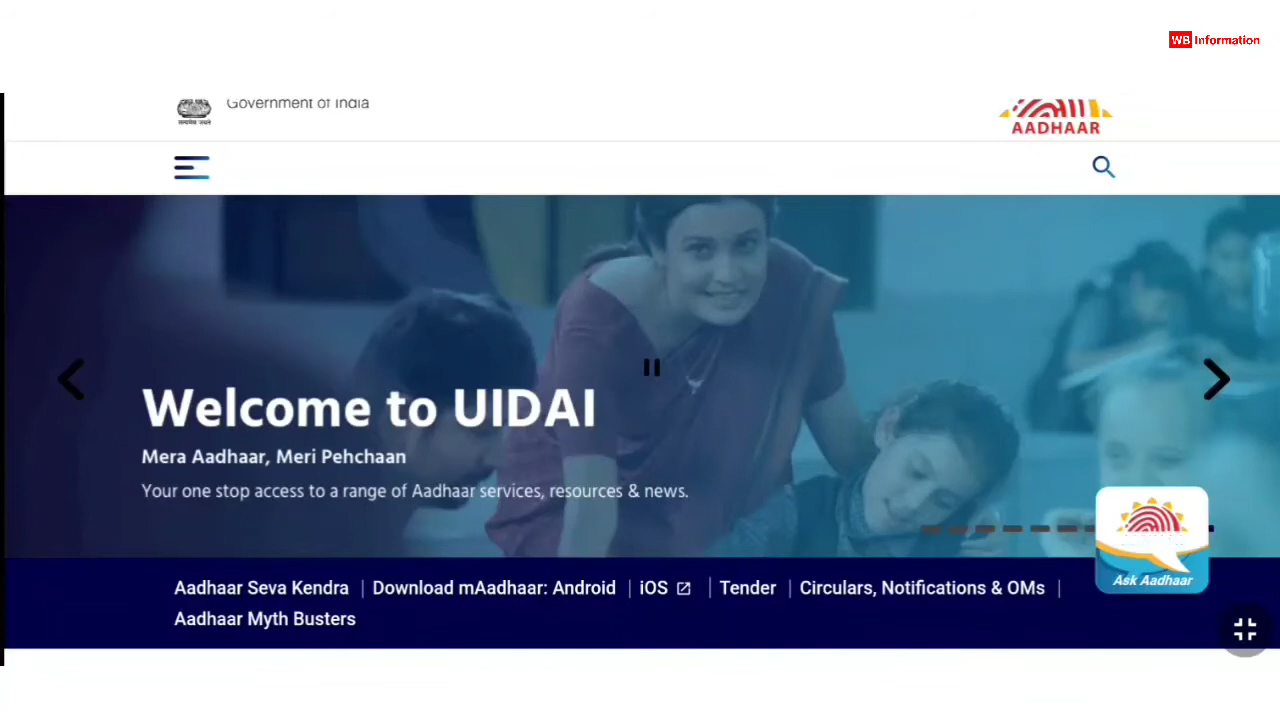 WB Information
Government of India
AADHAAR
Welcome to UIDAI
Mera Aadhaar, Meri Pehchaan
Your one stop access to a range of Aadhaar services, resources & news.
Ask Aadhaar
Aadhaar Seva Kendra | Download mAadhaar: Android | iOS | Tender | Circulars, Notifications & OMs |
Aadhaar Myth Busters